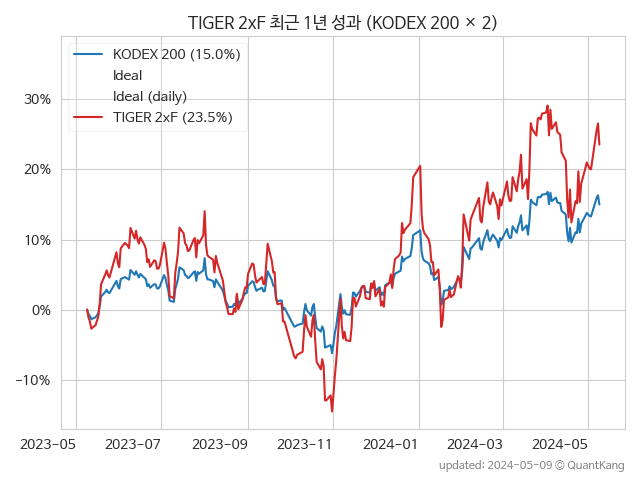 TIGER 2xF 최근 1년 성과 (KODEX 200 × 2)
KODEX 200 (15.0%)
Ideal
Ideal (daily)
TIGER 2xF (23.5%)
30%
20%
10%
0%
−10%
2023-05 2023-07 2023-09 2023-11 2024-01 2024-03 2024-05
updated: 2024-05-09 © QuantKang